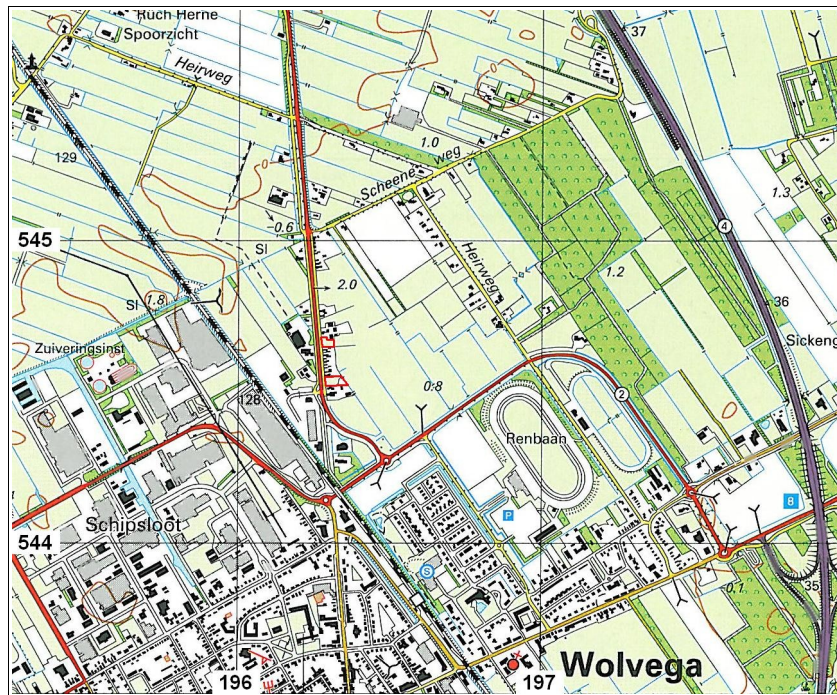 Ruch Herne
Spoorzicht
Heirweg
37
129
1.0
Scheene
weg
1.3
0.6
545
Sl
Heirweg
4
1.2
2.0
Sl
1.8
36
Zuiveringsinst
Sickeng
0.8
128
2
Renbaan
Schipsloot
P
8
544
S
0.1
35
196
197
Wolvega